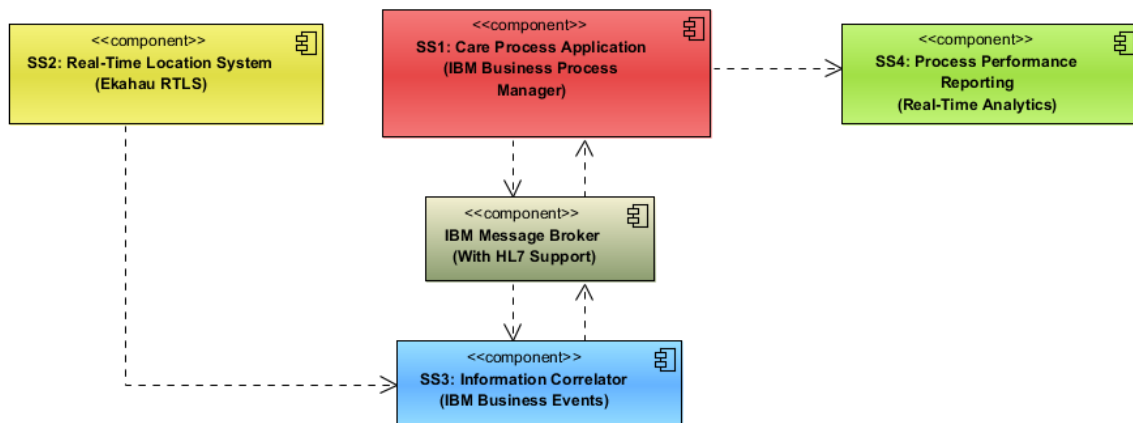 <<component>>
SS2: Real-Time Location System
(Ekahau RTLS)
<<component>>
SS1: Care Process Application
(IBM Business Process
Manager)
<<component>>
SS4: Process Performance
Reporting
(Real-Time Analytics)
<<component>>
IBM Message Broker
(With HL7 Support)
<<component>>
SS3: Information Correlator
(IBM Business Events)